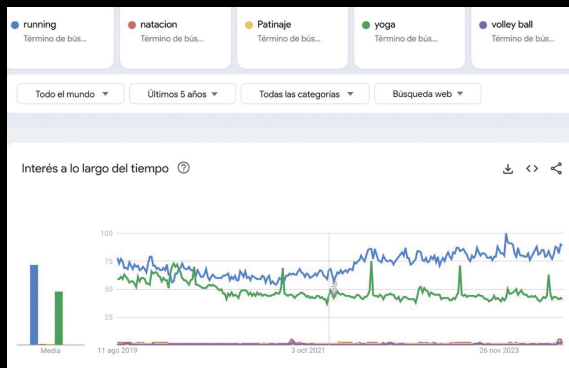 running
natacion
Patinaje
yoga
volley ball
Término de bús...
Término de bús...
Término de bús...
Término de bús...
Término de bús...
Todo el mundo
Últimos 5 años
Todas las categorías
Búsqueda web
Interés a lo largo del tiempo
100
75
50
25
Media
11 ago 2019
3 oct 2021
26 nov 2023